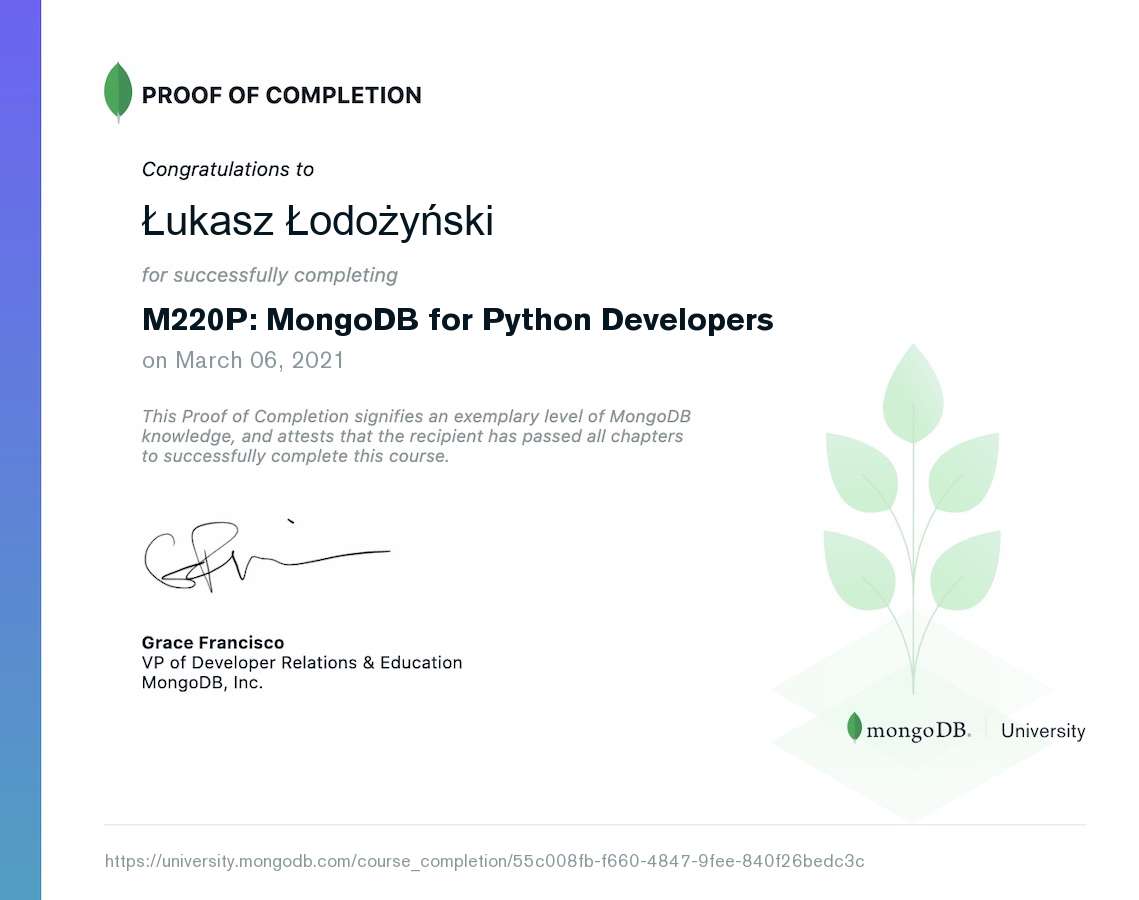 PROOF OF COMPLETION
Congratulations to
Łukasz Łodożyński
for successfully completing
M220P: MongoDB for Python Developers
on March 06, 2021
This Proof of Completion signifies an exemplary level of MongoDB
knowledge, and attests that the recipient has passed all chapters
to successfully complete this course.
Grace Francisco
VP of Developer Relations & Education
MongoDB, Inc.
mongoDB. University
https://university.mongodb.com/course_completion/55c008fb-f660-4847-9fee-840f26bedc3c